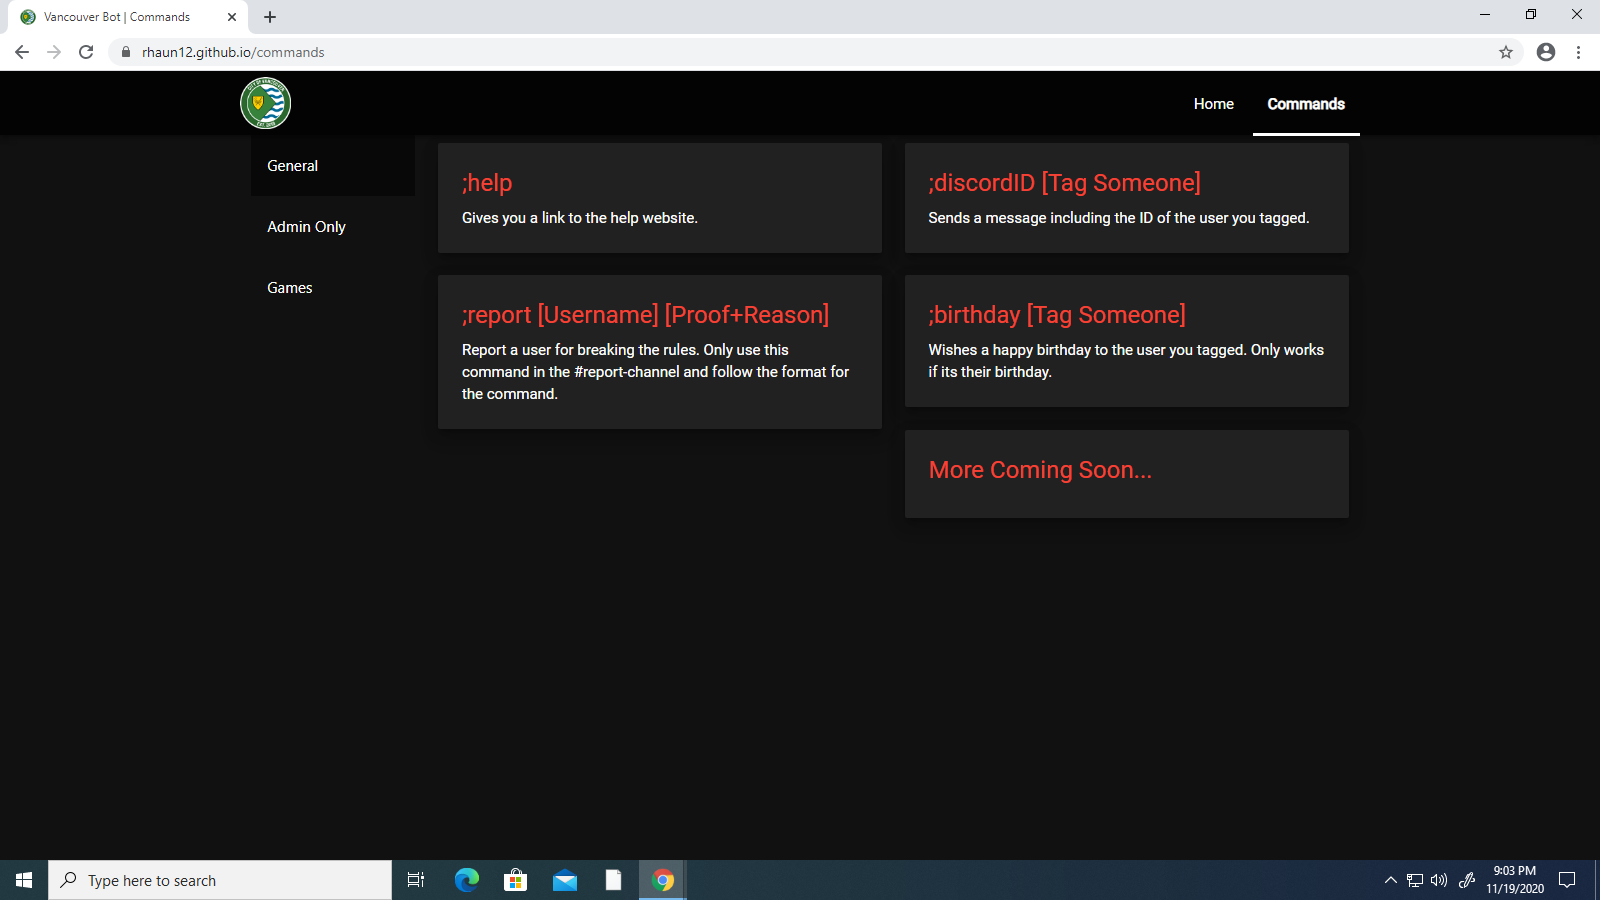 Vancouver Bot | Commands
rhaun12.github.io/commands
Home
Commands
General
Admin Only
Games
;help
Gives you a link to the help website.
;discordID [Tag Someone]
Sends a message including the ID of the user you tagged.
;report [Username] [Proof+Reason]
Report a user for breaking the rules. Only use this
command in the #report-channel and follow the format for
the command.
;birthday [Tag Someone]
Wishes a happy birthday to the user you tagged. Only works
if its their birthday.
More Coming Soon...
Type here to search
9:03 PM
11/19/2020